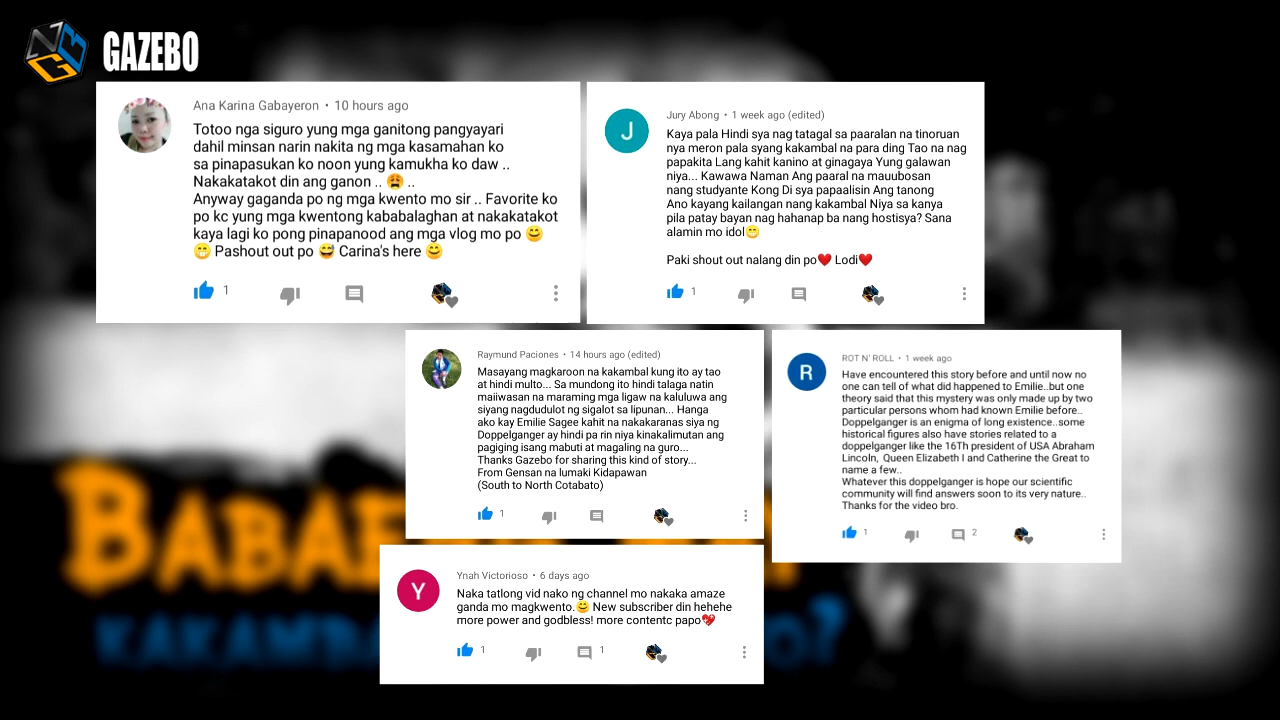 GAZEBO
Ana Karina Gabayeron • 10 hours ago
Totoo nga siguro yung mga ganitong pangyayari
dahil minsan narin nakita ng mga kasamahan ko
sa pinapasukan ko noon yung kamukha ko daw ..
Nakakatakot din ang ganon .. 😩 ..
Anyway gaganda po ng mga kwento mo sir .. Favorite ko
po kc yung mga kwentong kababalaghan at nakakatakot
kaya lagi ko pong pinapanood ang mga vlog mo po 😊
😁 Pashout out po 😅 Carina's here 😊
1
Jury Abong • 1 week ago (edited)
Kaya pala Hindi sya nag tatagal sa paaralan na tinoruan
nya meron pala syang kakambal na para ding Tao na nag
papakita Lang kahit kanino at ginagaya Yung galawan
niya... Kawawa Naman Ang paaral na mauubosan
nang studyante Kong Di sya papaalisin Ang tanong
Ano kayang kailangan nang kakambal Niya sa kanya
pila patay bayan nag hahanap ba nang hostisya? Sana
alamin mo idol😁
Paki shout out nalang din po❤️ Lodi❤️
1
Raymund Paciones • 14 hours ago (edited)
Masayang magkaroon na kakambal kung ito ay tao
at hindi multo... Sa mundong ito hindi talaga natin
maiiwasan na maraming mga ligaw na kaluluwa ang
siyang nagdudulot ng sigalot sa lipunan... Hanga
ako kay Emilie Sagee kahit na nakakaranas siya ng
Doppelganger ay hindi pa rin niya kinakalimutan ang
pagiging isang mabuti at magaling na guro...
Thanks Gazebo for sharing this kind of story...
From Gensan na lumaki Kidapawan
(South to North Cotabato)
1
ROT N' ROLL • 1 week ago
Have encountered this story before and until now no
one can tell of what did happened to Emilie..but one
theory said that this mystery was only made up by two
particular persons whom had known Emilie before..
Doppelganger is an enigma of long existence..some
historical figures also have stories related to a
doppelganger like the 16Th president of USA Abraham
Lincoln, Queen Elizabeth I and Catherine the Great to
name a few..
Whatever this doppelganger is hope our scientific
community will find answers soon to its very nature..
Thanks for the video bro.
1 2
Ynah Victorioso • 6 days ago
Naka tatlong vid nako ng channel mo nakaka amaze
ganda mo magkwento.😄 New subscriber din hehehe
more power and godbless! more contentc papo💖
1 1